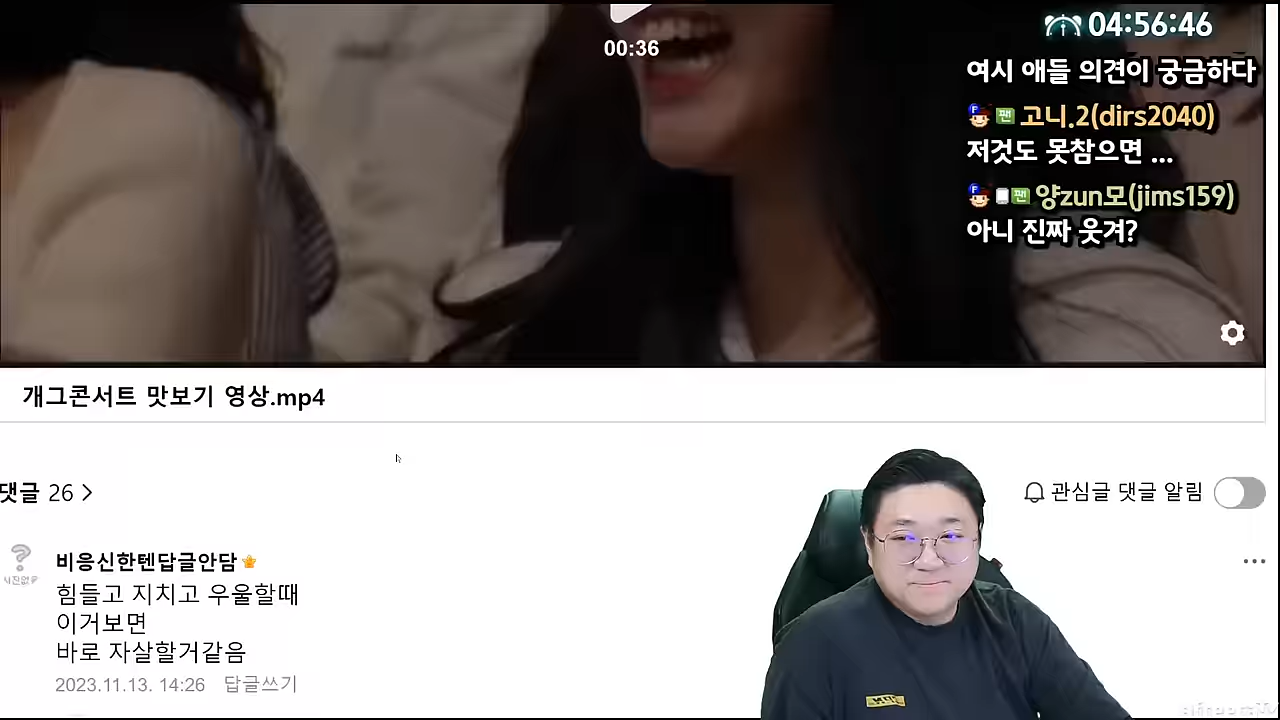 00:36
04:56:46
여시 애들 의견이 궁금하다
팬 고니.2(dirs2040)
저것도 못참으면 ...
팬 양zun모(jims159)
아니 진짜 웃겨?
개그콘서트 맛보기 영상.mp4
댓글 26 >
관심글 댓글 알림
비응신한텐답글안담
힘들고 지치고 우울할때
이거보면
바로 자살할거같음
2023.11.13. 14:26 답글쓰기
afreecaTV